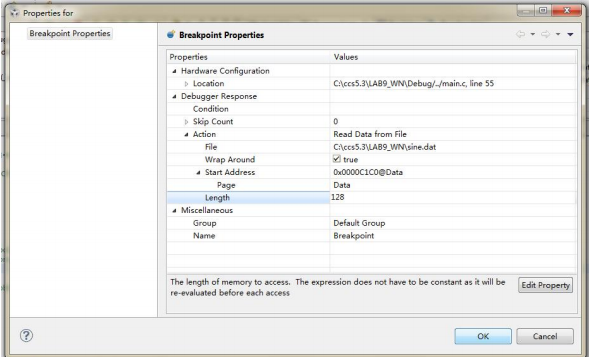 Properties for
Breakpoint Properties
Breakpoint Properties
Properties Values
Hardware Configuration
Location C:\ccs5.3\LAB9_WN\Debug/../main.c, line 55
Debugger Response
Condition
Skip Count 0
Action Read Data from File
File C:\ccs5.3\LAB9_WN\sine.dat
Wrap Around true
Start Address 0x0000C1C0@Data
Page Data
Length 128
Miscellaneous
Group Default Group
Name Breakpoint
The length of memory to access. The expression does not have to be constant as it will be
re-evaluated before each access
Edit Property
OK Cancel